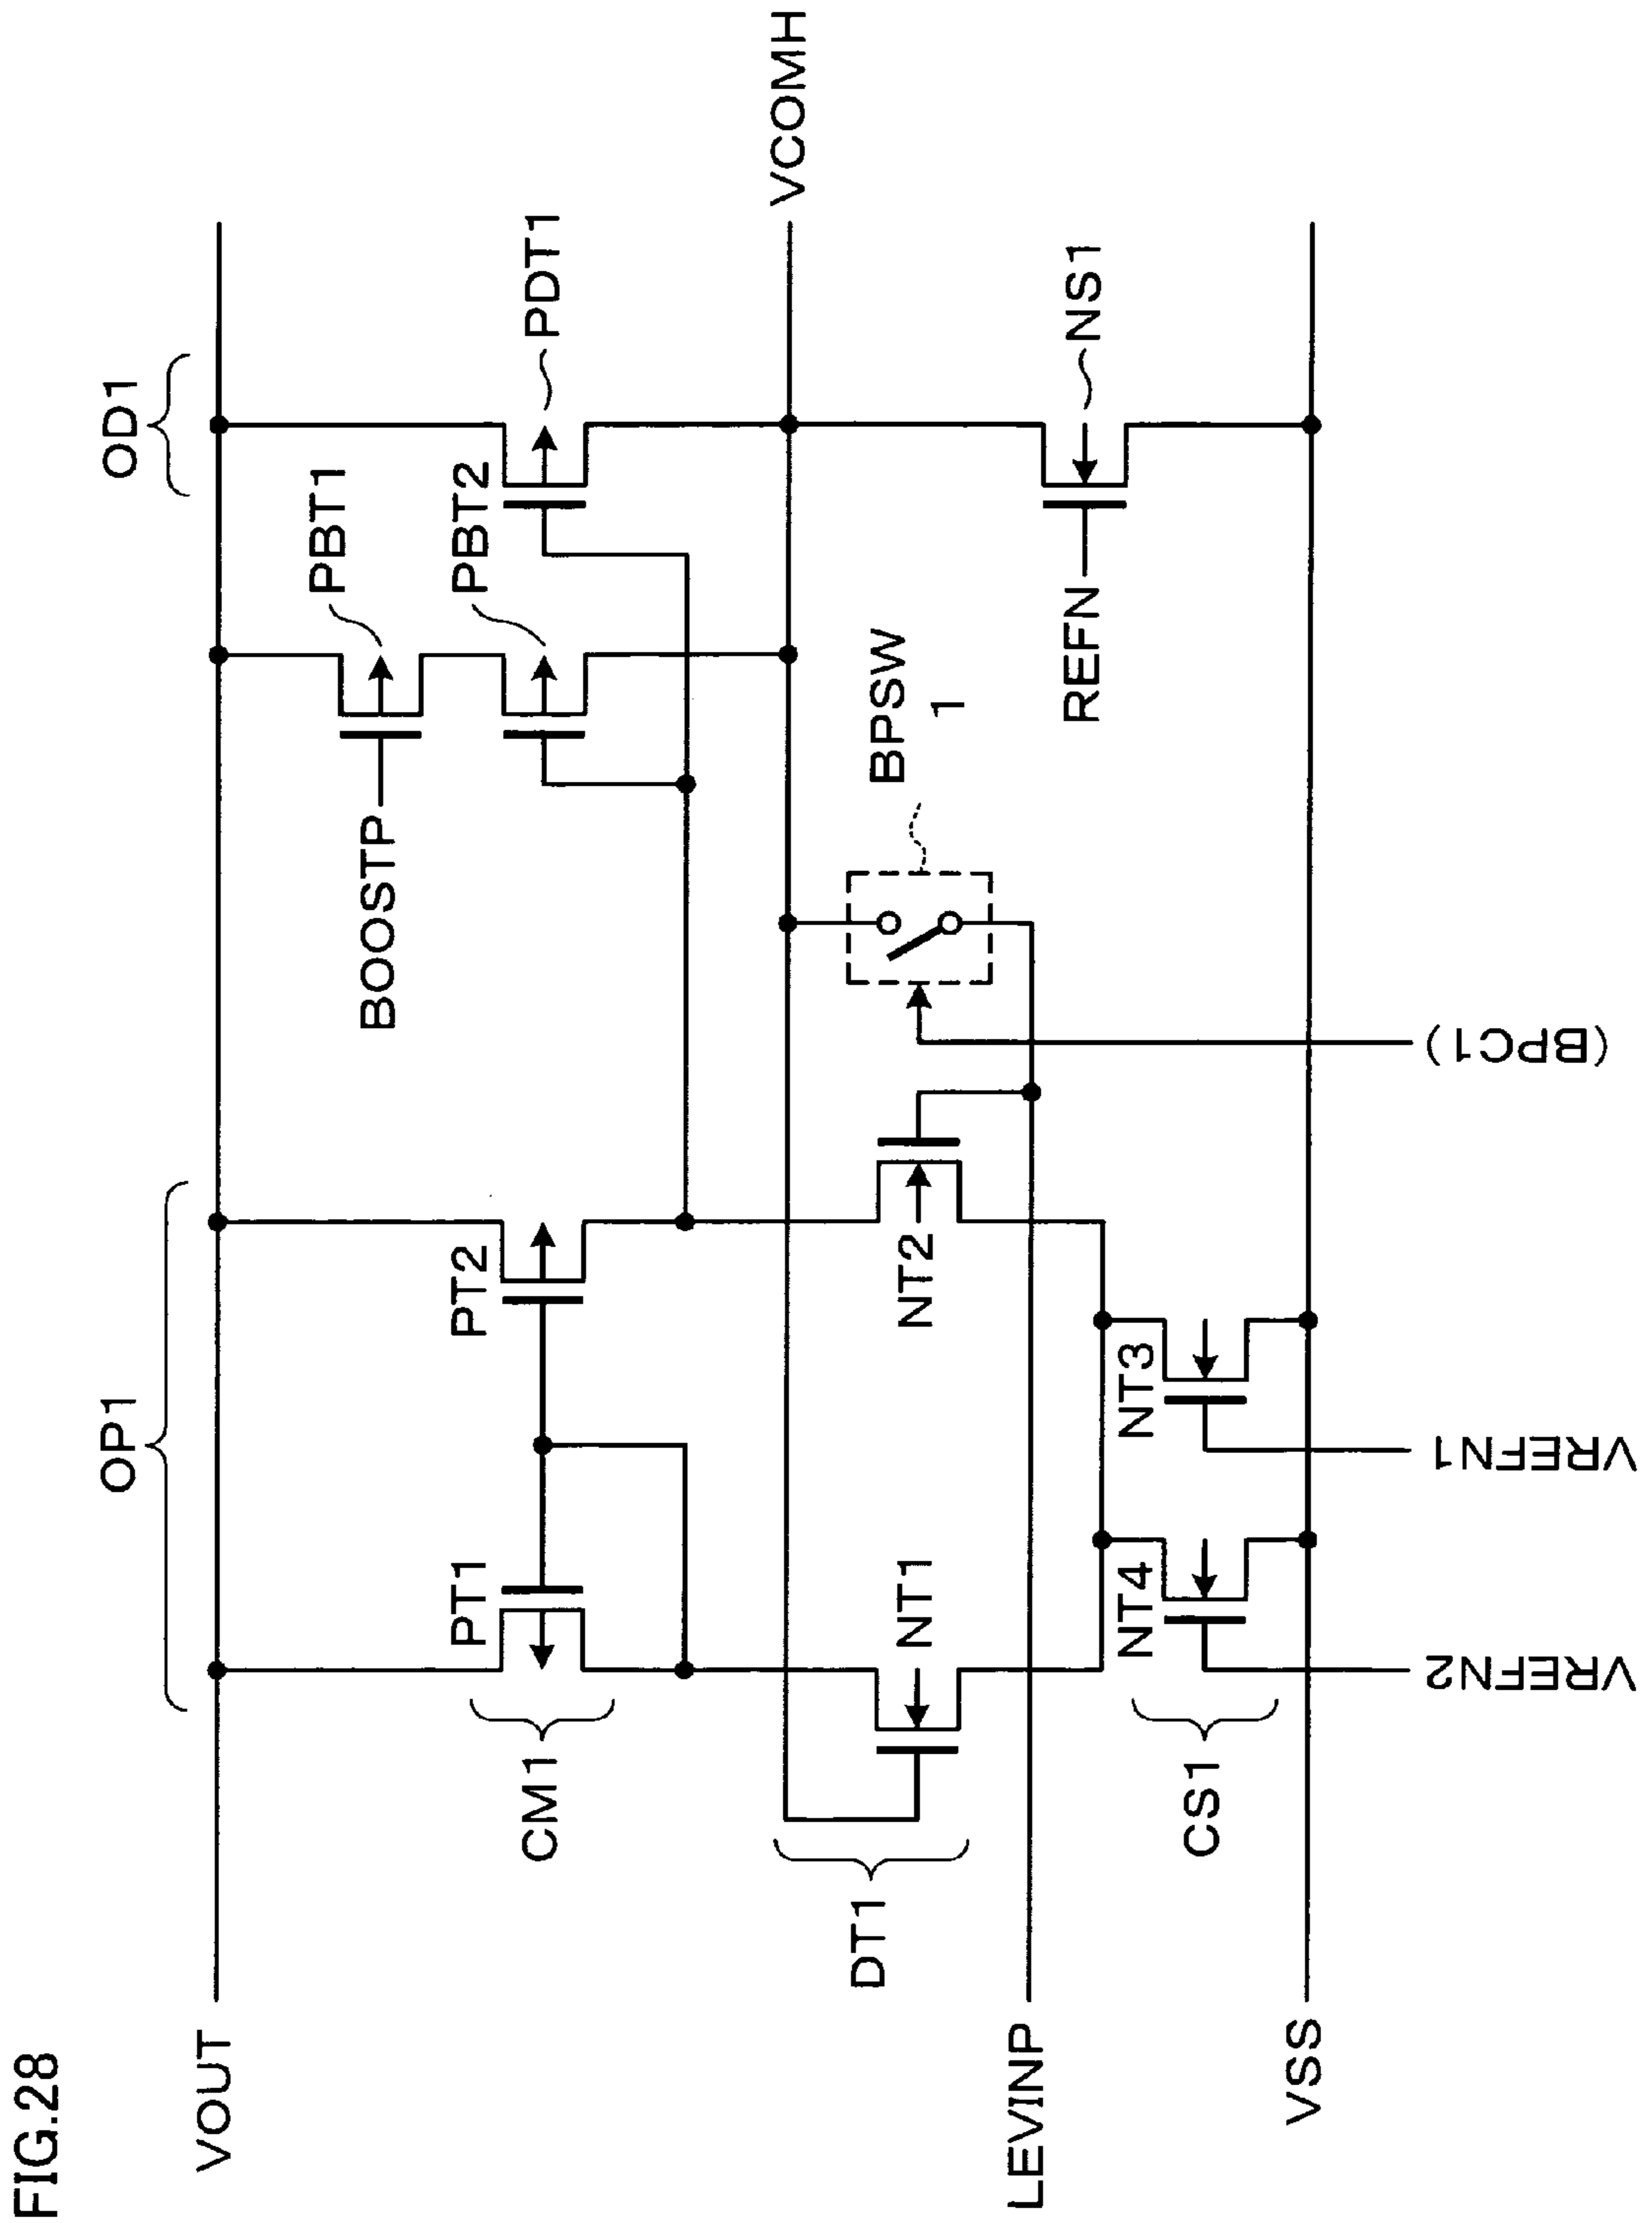 FIG.28
OP1
OD1
VOUT
PBT1
BOOSTP
PT1
PT2
PBT2
PDT1
CM1
VCOMH
DT1
NT1
NT2
BPSW
1
LEVINP
NT4
NT3
CS1
REFN
NS1
VSS
VREFN2
VREFN1
(BPC1)